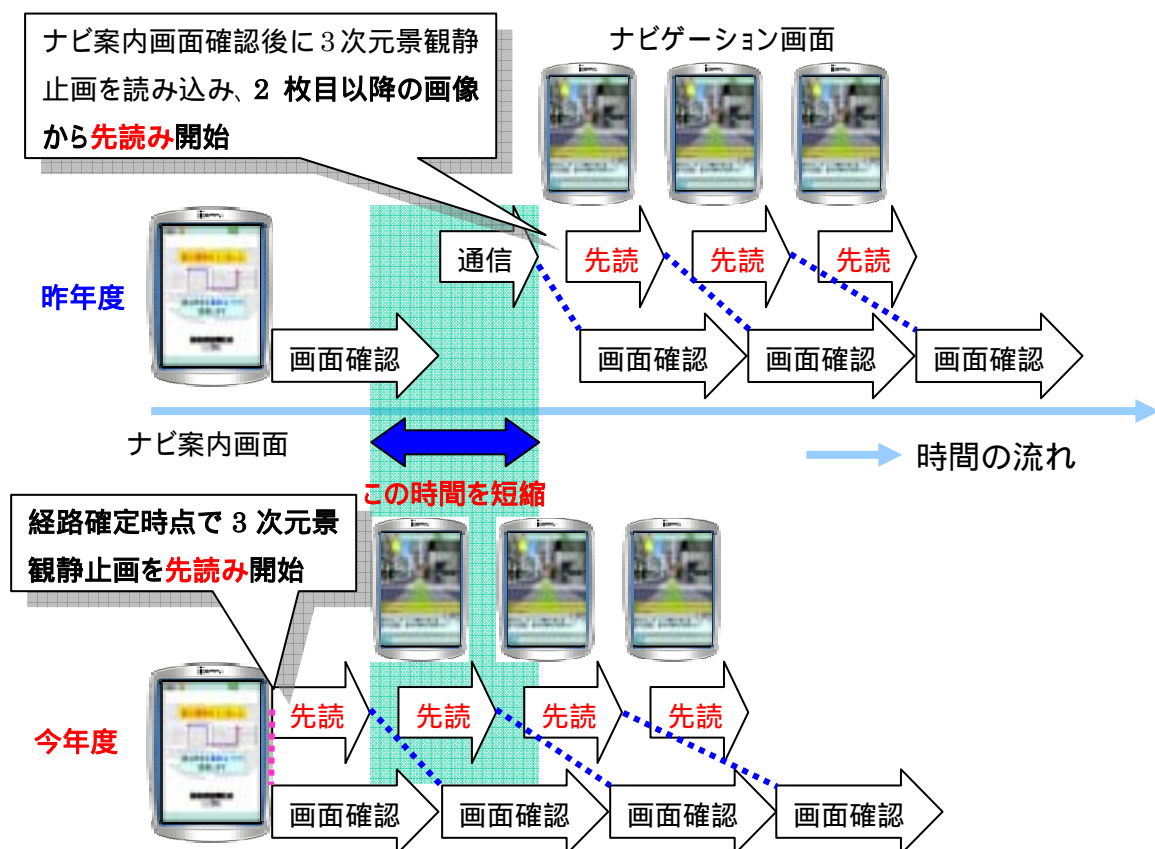 ナビ案内画面確認後に3次元景観静
止画を読み込み、2 枚目以降の画像
から先読み開始
ナビゲーション画面
昨年度
通信
先読
先読
先読
画面確認
画面確認
画面確認
画面確認
ナビ案内画面
時間の流れ
この時間を短縮
経路確定時点で 3 次元景
観静止画を先読み開始
今年度
先読
先読
先読
先読
画面確認
画面確認
画面確認
画面確認